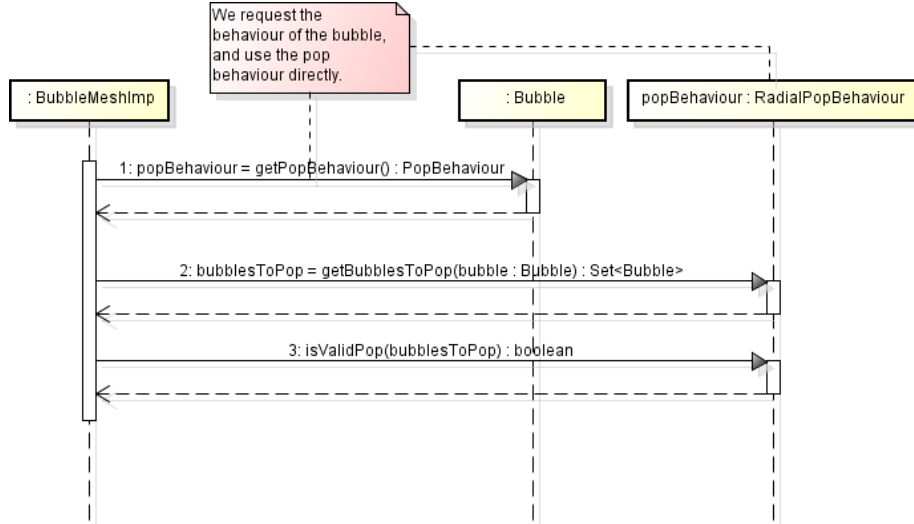 We request the
behaviour of the bubble,
and use the pop
behaviour directly.
: BubbleMeshImp
: Bubble
popBehaviour : RadialPopBehaviour
1: popBehaviour = getPopBehaviour() : PopBehaviour
2: bubblesToPop = getBubblesToPop(bubble : Bubble) : Set<Bubble>
3: isValidPop(bubblesToPop) : boolean